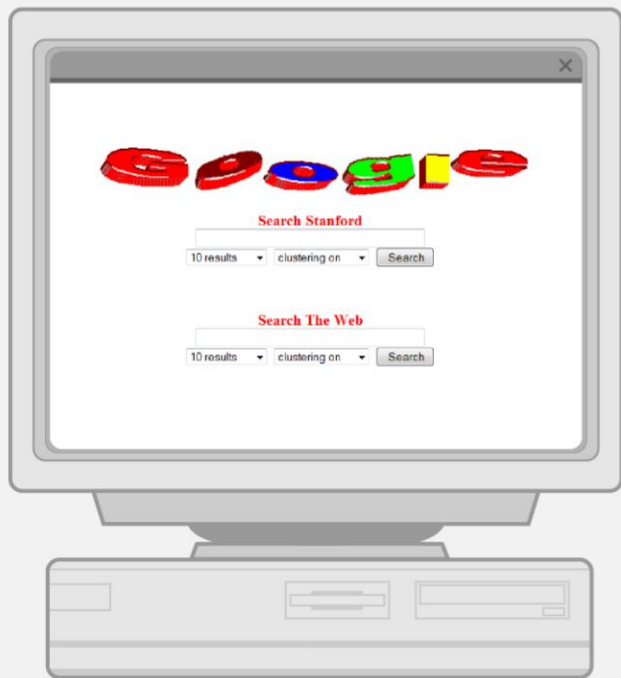 Google
Search Stanford
10 results clustering on Search
Search The Web
10 results clustering on Search